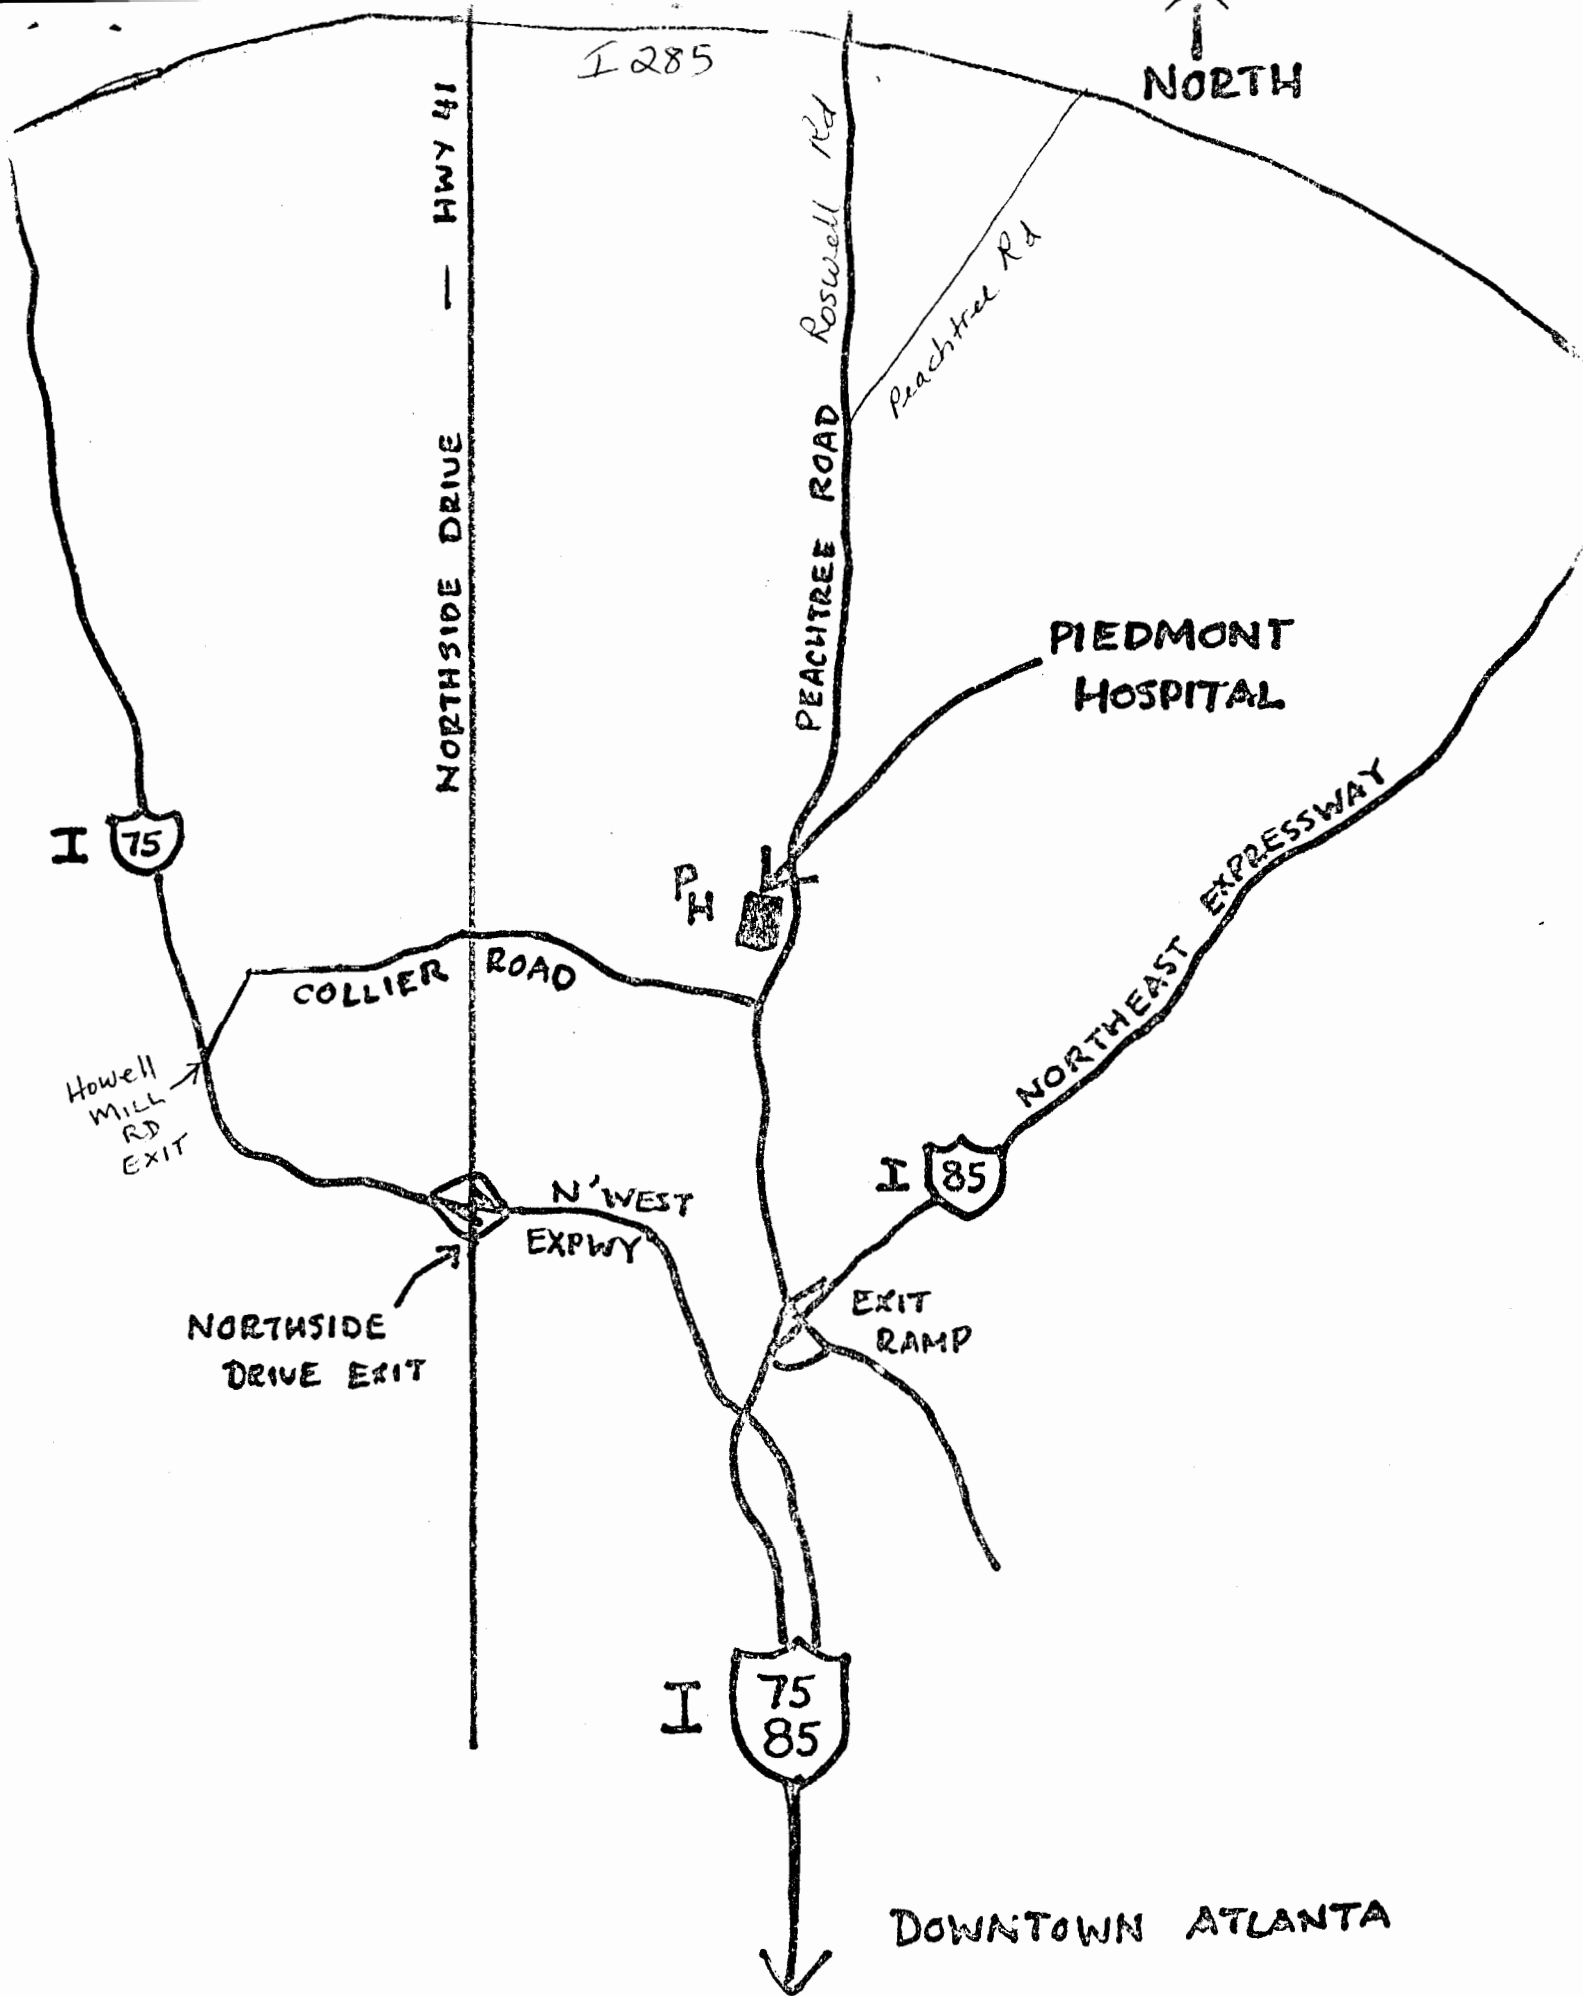 I 285
NORTH
HWY 41
—
NORTHSIDE DRIVE
Roswell Rd
Peachtree Rd
PEACHTREE ROAD
PIEDMONT
HOSPITAL
I 75
P
H
EXPRESSWAY
NORTHEAST
COLLIER ROAD
Howell
MILL
RD
EXIT
I 85
N'WEST
EXPWY
EXIT
RAMP
NORTHSIDE
DRIVE EXIT
I 75
85
DOWNTOWN ATLANTA